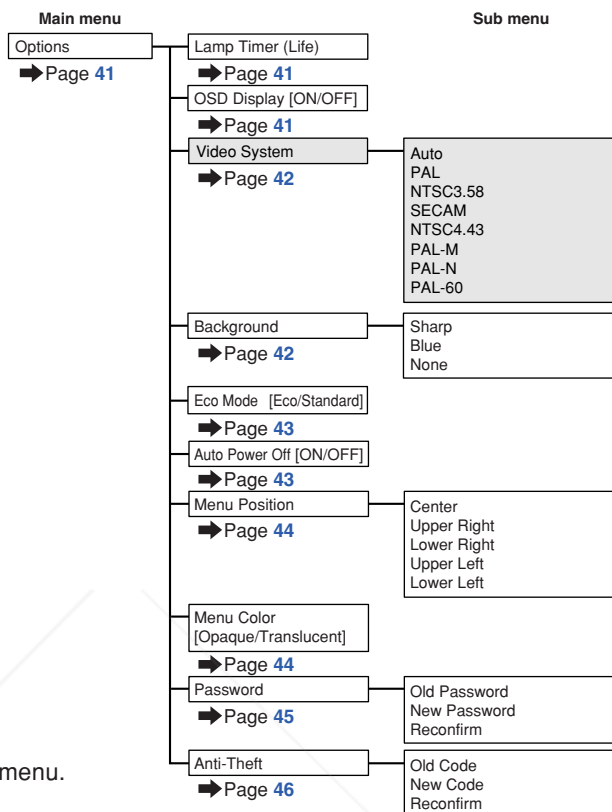 Main menu
Sub menu
Options
Page 41
Lamp Timer (Life)
Page 41
OSD Display [ON/OFF]
Page 41
Video System
Page 42
Auto
PAL
NTSC3.58
SECAM
NTSC4.43
PAL-M
PAL-N
PAL-60
Background
Page 42
Sharp
Blue
None
Eco Mode [Eco/Standard]
Page 43
Auto Power Off [ON/OFF]
Page 43
Menu Position
Page 44
Center
Upper Right
Lower Right
Upper Left
Lower Left
Menu Color
[Opaque/Translucent]
Page 44
Password
Page 45
Old Password
New Password
Reconfirm
Anti-Theft
Page 46
Old Code
New Code
Reconfirm
menu.